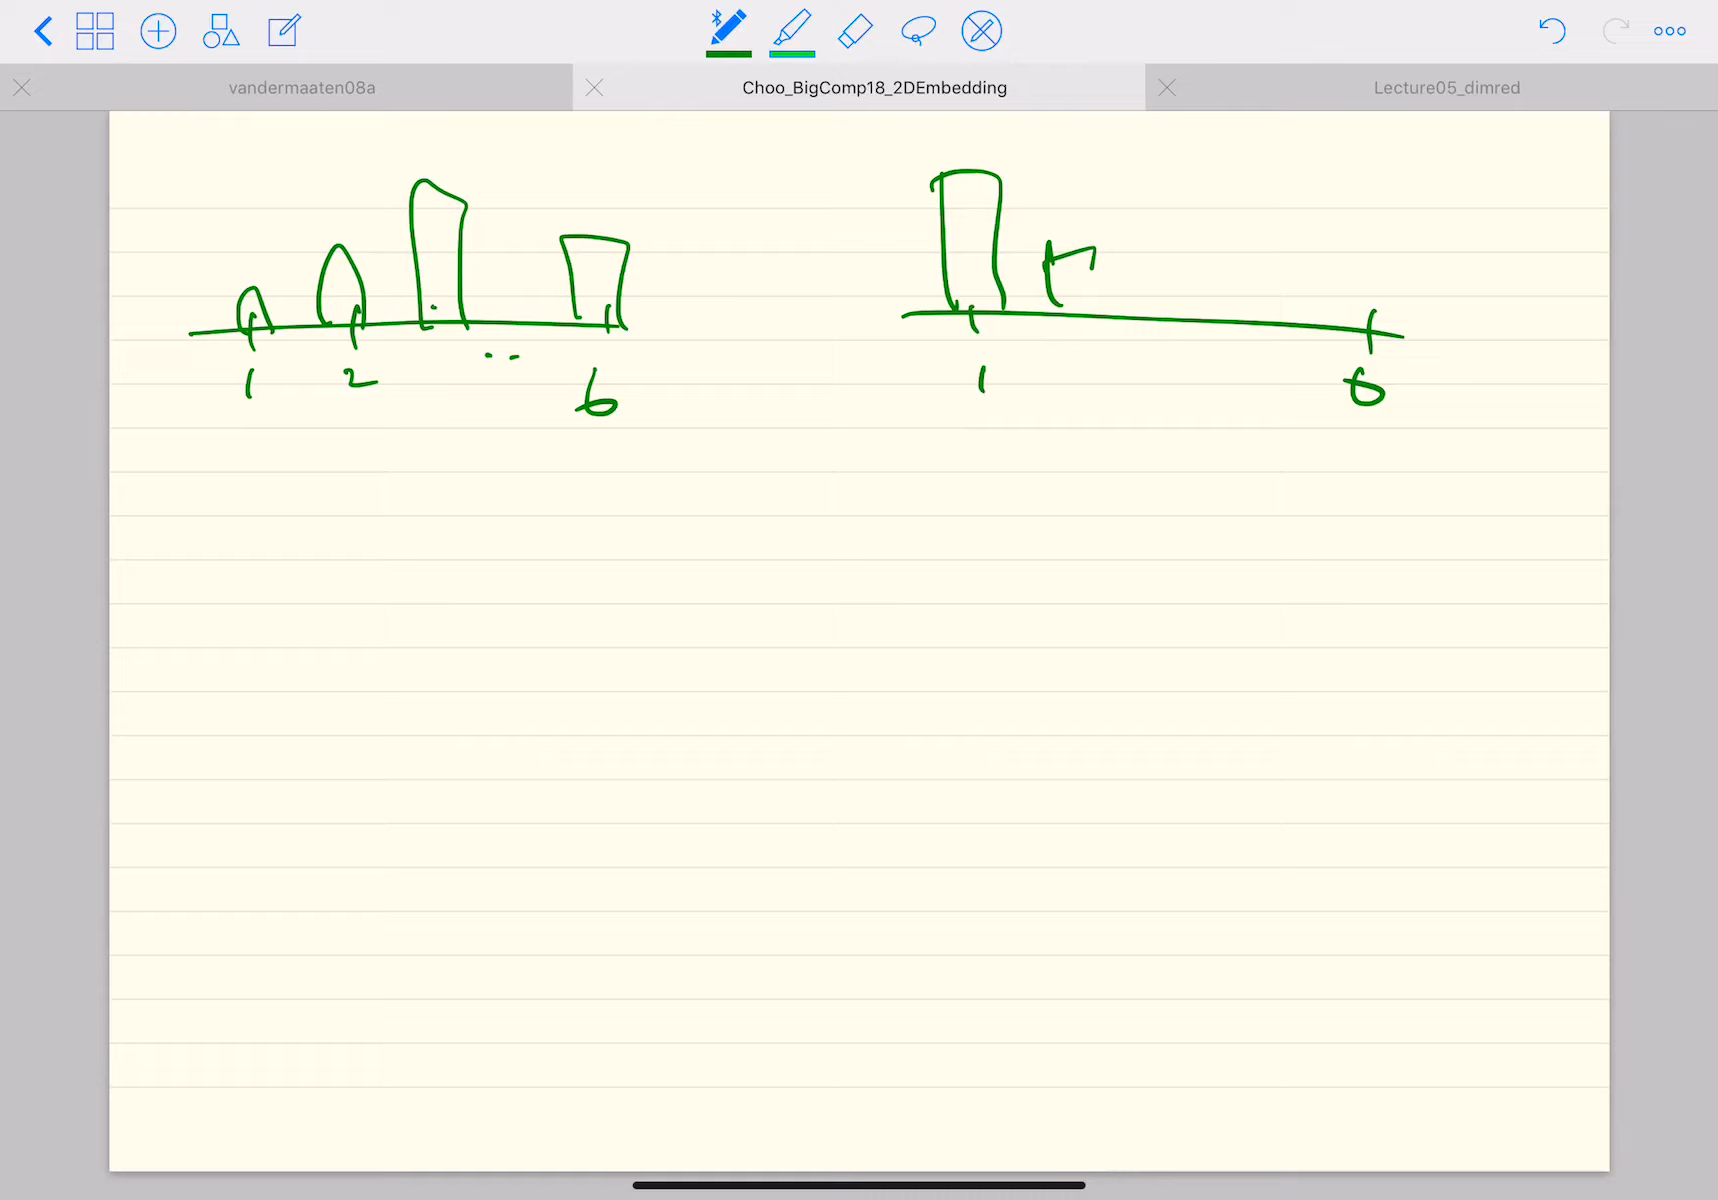 vandermaaten08a
Choo_BigComp18_2DEmbedding
Lecture05_dimred
1 2 .. 6
1 6